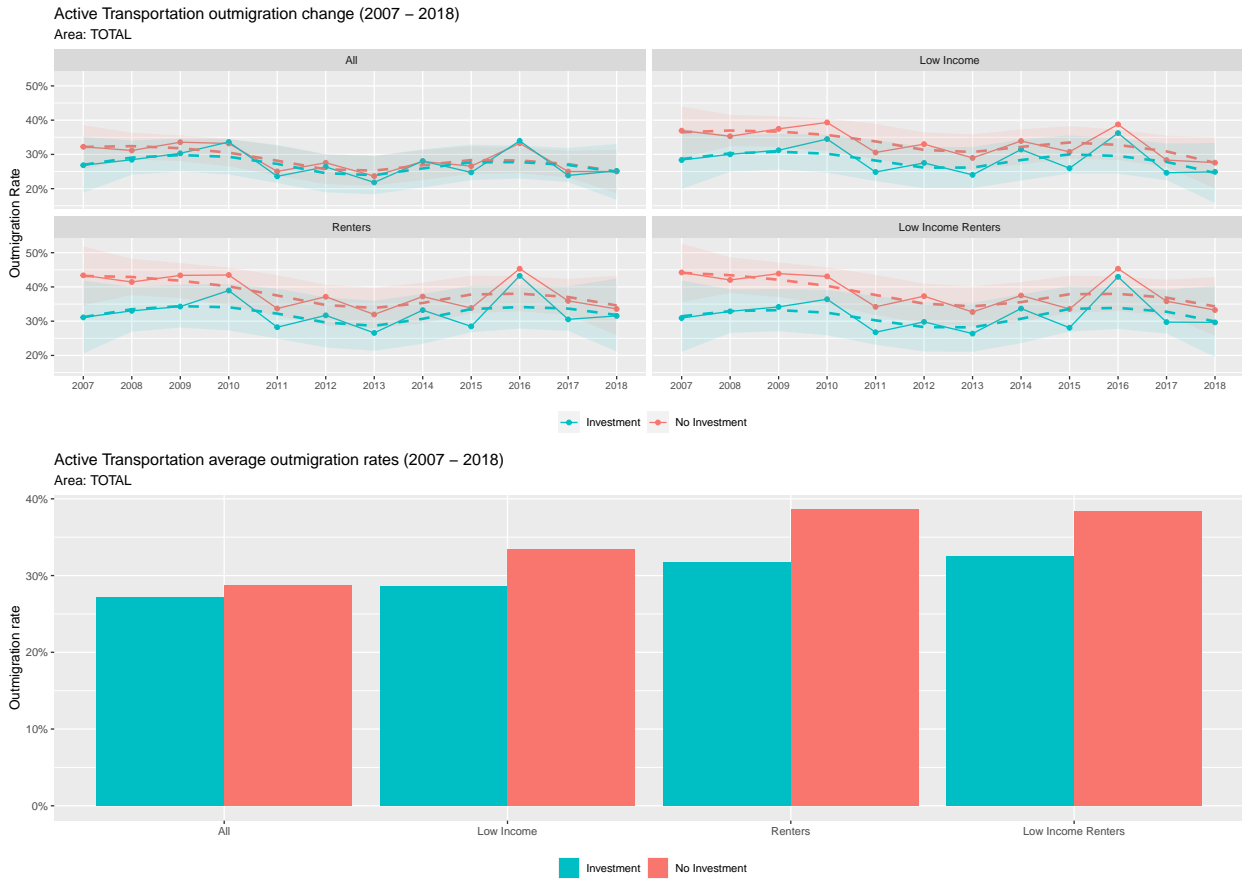 Active Transportation outmigration change (2007 – 2018)
Area: TOTAL
All
Low Income
50%
40%
30%
20%
Renters
Low Income Renters
50%
40%
30%
20%
Outmigration Rate
2007 2008 2009 2010 2011 2012 2013 2014 2015 2016 2017 2018
2007 2008 2009 2010 2011 2012 2013 2014 2015 2016 2017 2018
Investment
No Investment
Active Transportation average outmigration rates (2007 – 2018)
Area: TOTAL
40%
30%
20%
10%
0%
Outmigration rate
All
Low Income
Renters
Low Income Renters
Investment
No Investment